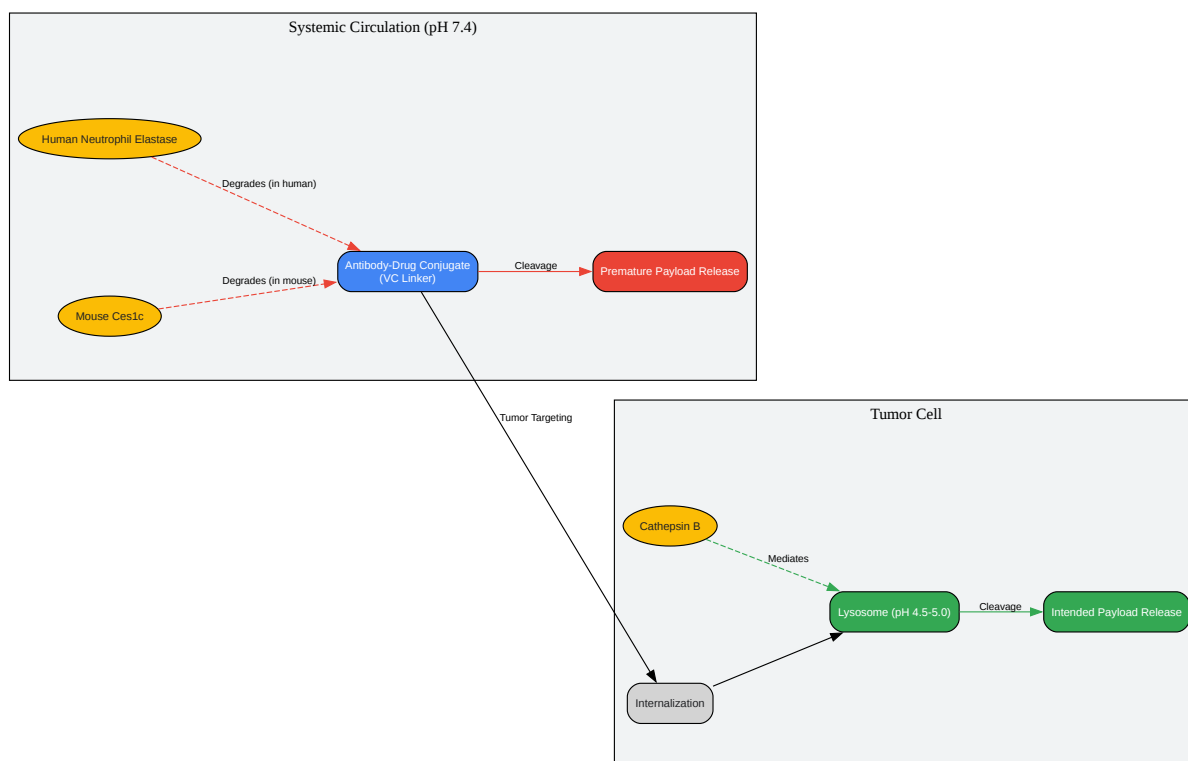 Systemic Circulation (pH 7.4)
Human Neutrophil Elastase
Degrades (in human)
Antibody-Drug Conjugate
(VC Linker)
Cleavage
Premature Payload Release
Degrades (in mouse)
Mouse Ces1c
Tumor Targeting
Tumor Cell
Cathepsin B
Mediates
Lysosome (pH 4.5-5.0)
Cleavage
Intended Payload Release
Internalization